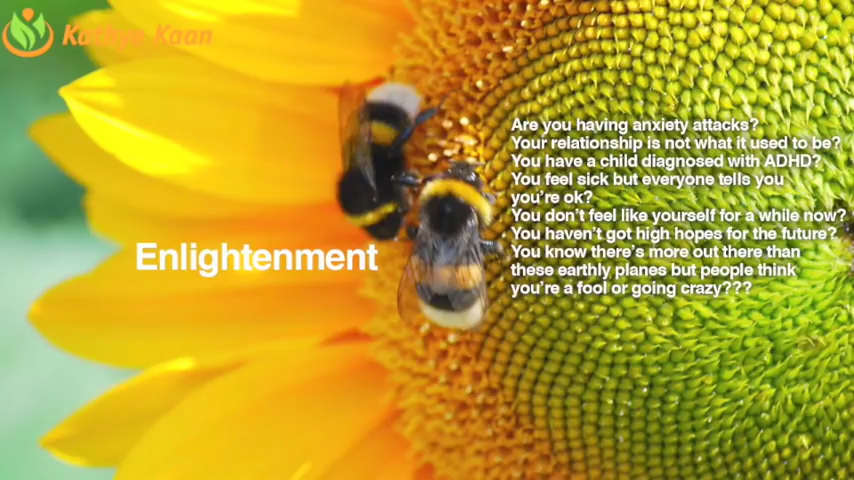 Kathye Kaan
Enlightenment
Are you having anxiety attacks?
Your relationship is not what it used to be?
You have a child diagnosed with ADHD?
You feel sick but everyone tells you
you're ok?
You don't feel like yourself for a while now?
You haven't got high hopes for the future?
You know there's more out there than
these earthly planes but people think
you're a fool or going crazy???